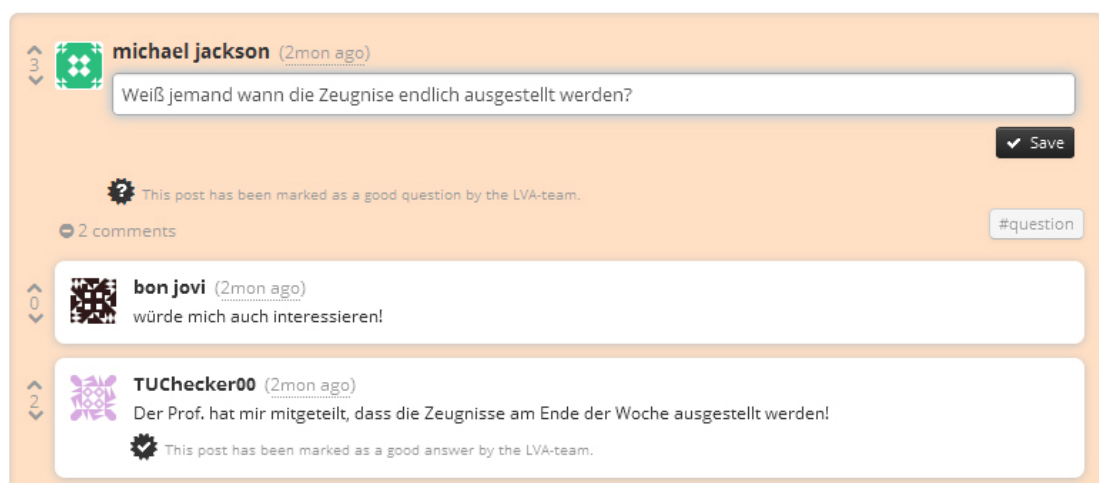 michael jackson (2mon ago)
3
Weiß jemand wann die Zeugnise endlich ausgestellt werden?
Save
This post has been marked as a good question by the LVA-team.
2 comments
#question
bon jovi (2mon ago)
0
würde mich auch interessieren!
TUChecker00 (2mon ago)
2
Der Prof. hat mir mitgeteilt, dass die Zeugnisse am Ende der Woche ausgestellt werden!
This post has been marked as a good answer by the LVA-team.